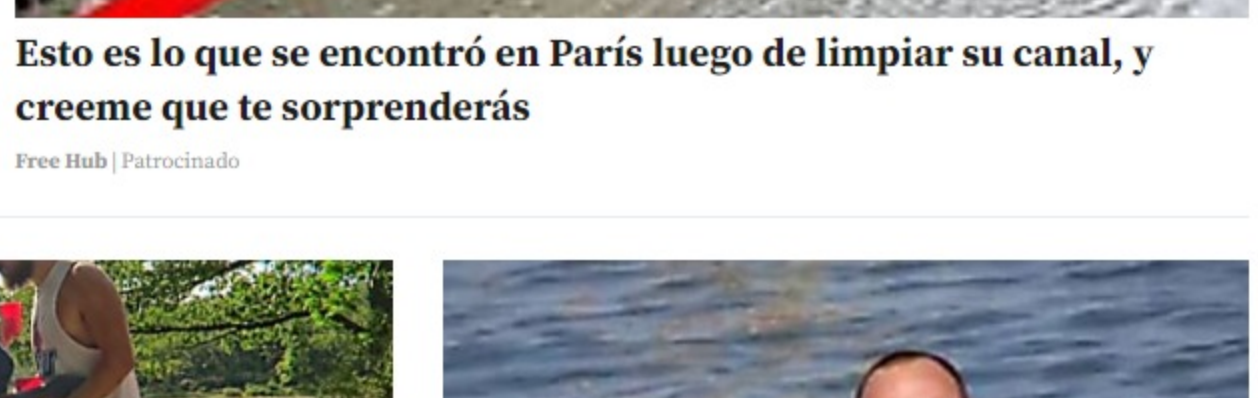 Esto es lo que se encontró en París luego de limpiar su canal, y
creeme que te sorprenderás
Free Hub | Patrocinado